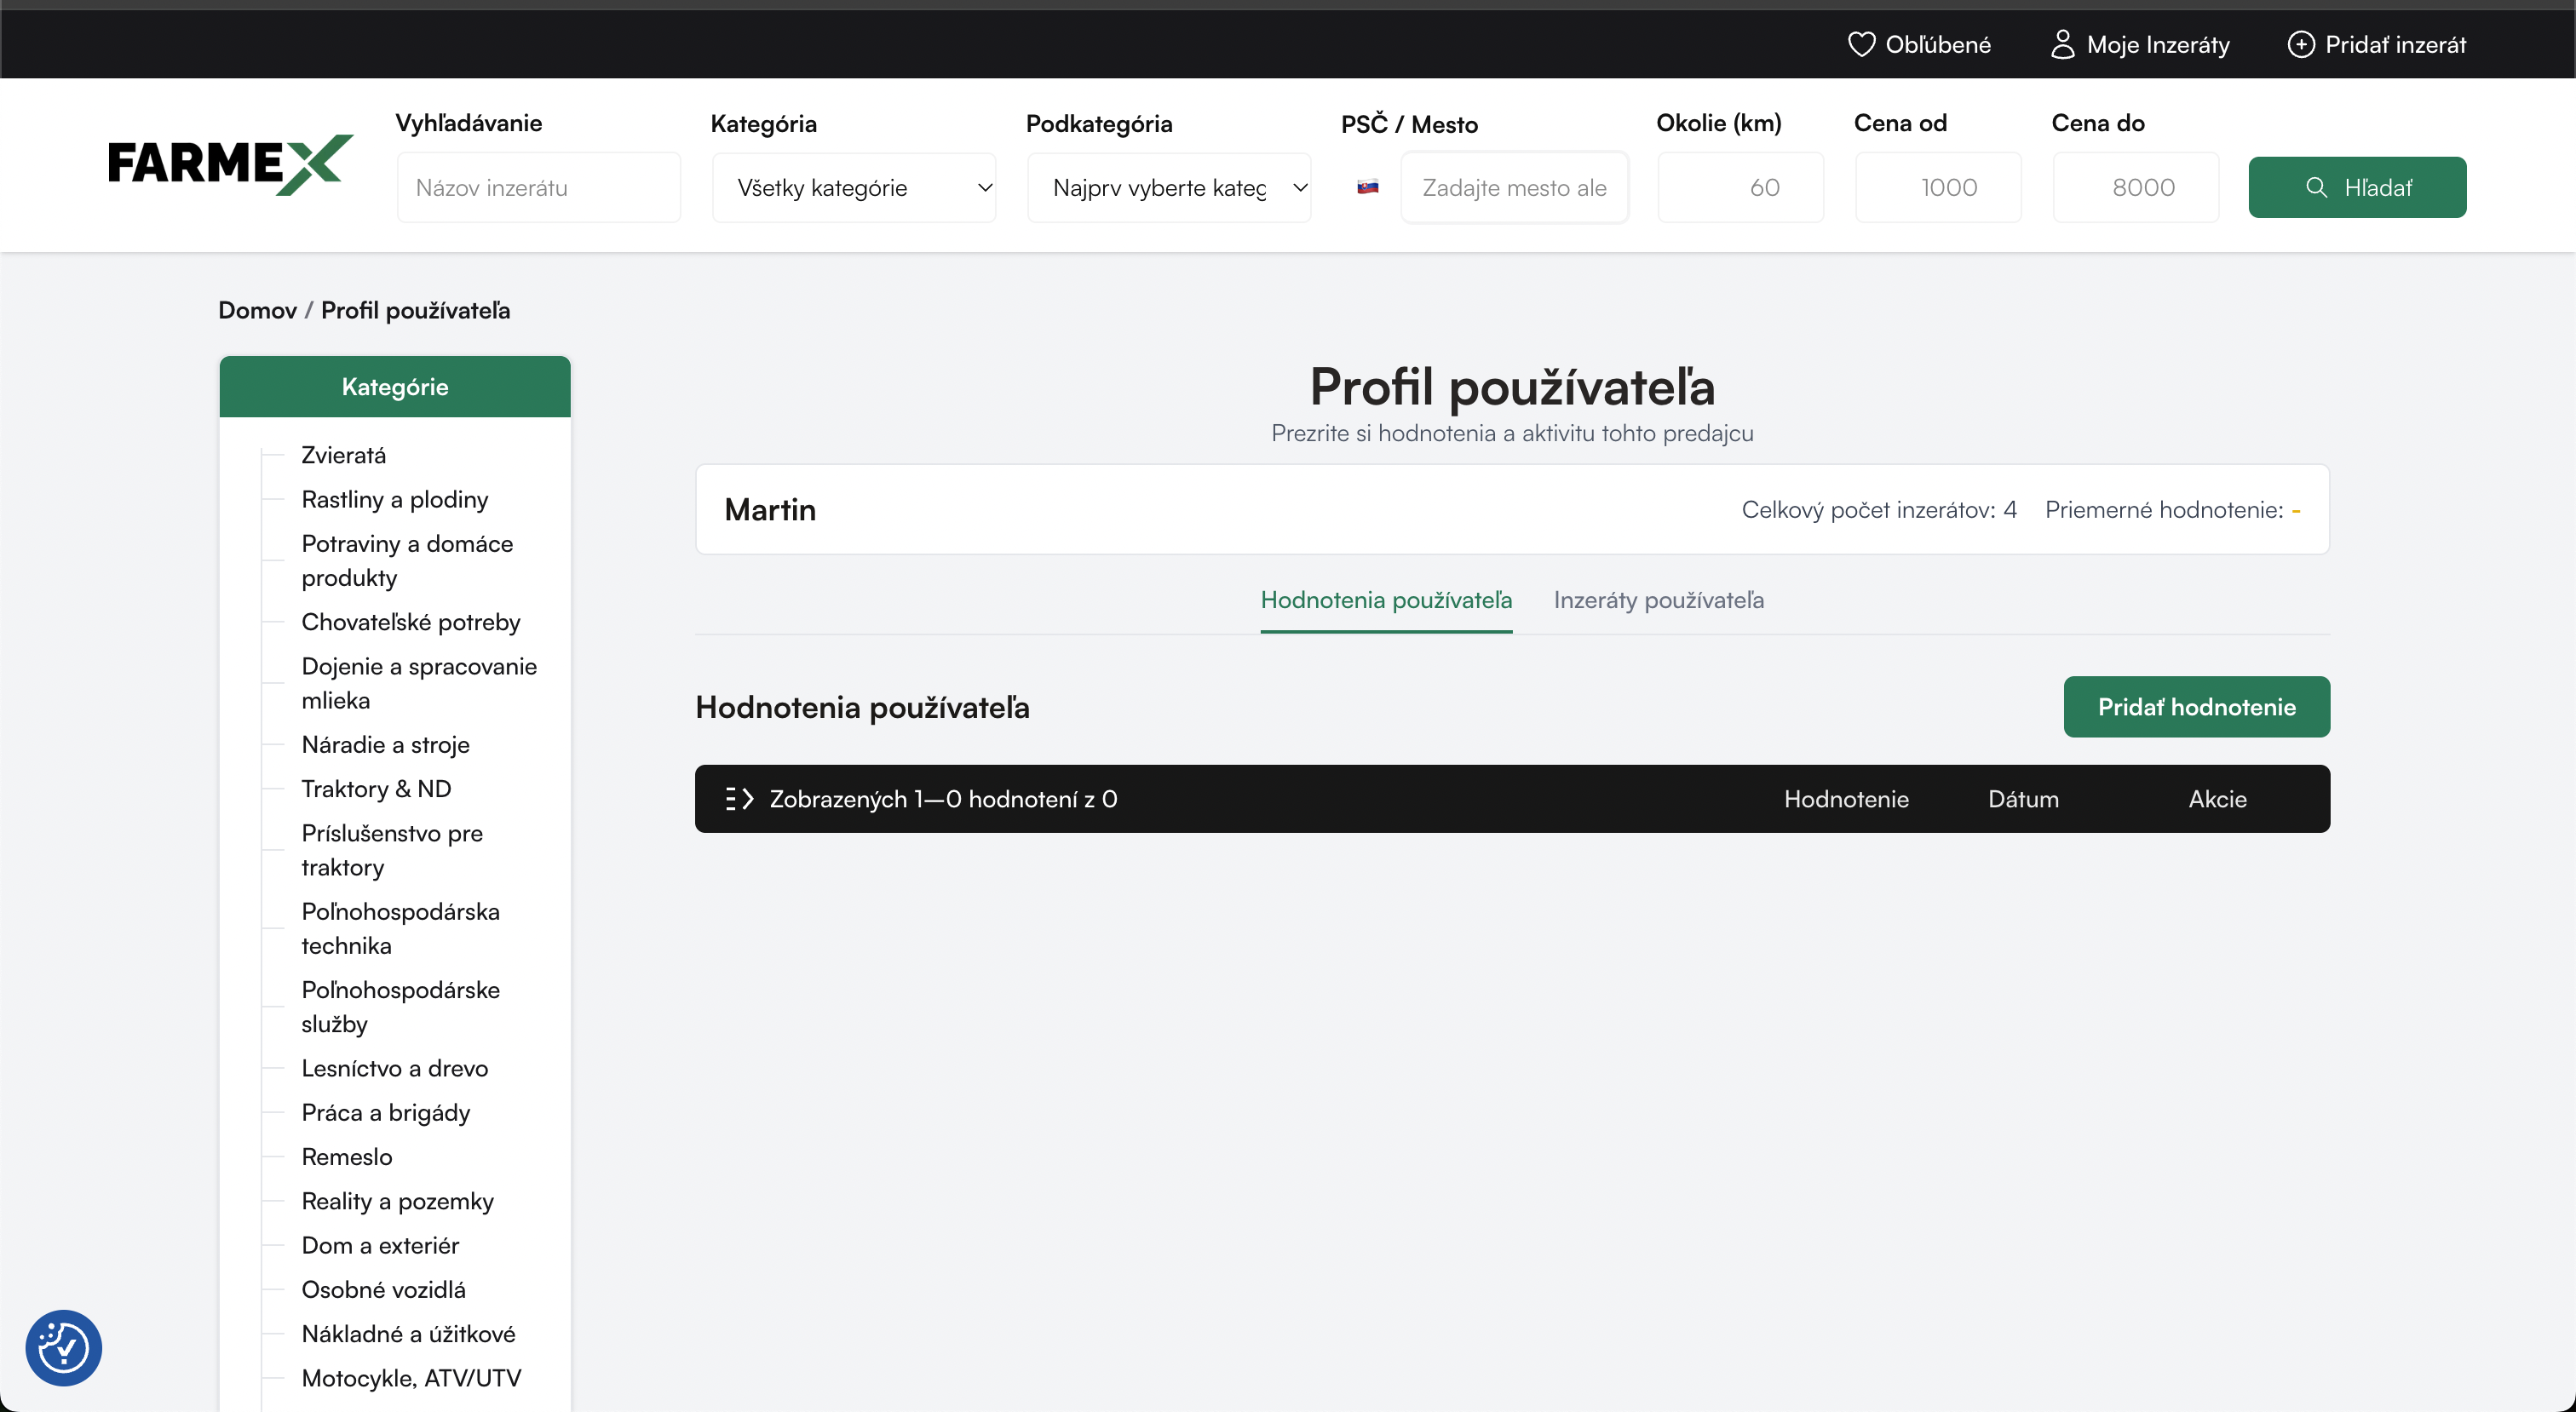 Obľúbené
Moje Inzeráty
Pridať inzerát
FARMEX
Vyhľadávanie
Názov inzerátu
Kategória
Všetky kategórie
Podkategória
Najprv vyberte kateg
PSČ / Mesto
Zadajte mesto ale
Okolie (km)
60
Cena od
1000
Cena do
8000
Hľadať
Domov / Profil používateľa
Kategórie
Zvieratá
Rastliny a plodiny
Potraviny a domáce
produkty
Chovateľské potreby
Dojenie a spracovanie
mlieka
Náradie a stroje
Traktory & ND
Príslušenstvo pre
traktory
Poľnohospodárska
technika
Poľnohospodárske
služby
Lesníctvo a drevo
Práca a brigády
Remeslo
Reality a pozemky
Dom a exteriér
Osobné vozidlá
Nákladné a úžitkové
Motocykle, ATV/UTV
Profil používateľa
Prezrite si hodnotenia a aktivitu tohto predajcu
Martin
Celkový počet inzerátov: 4
Priemerné hodnotenie: -
Hodnotenia používateľa
Inzeráty používateľa
Hodnotenia používateľa
Pridať hodnotenie
Zobrazených 1–0 hodnotení z 0
Hodnotenie
Dátum
Akcie